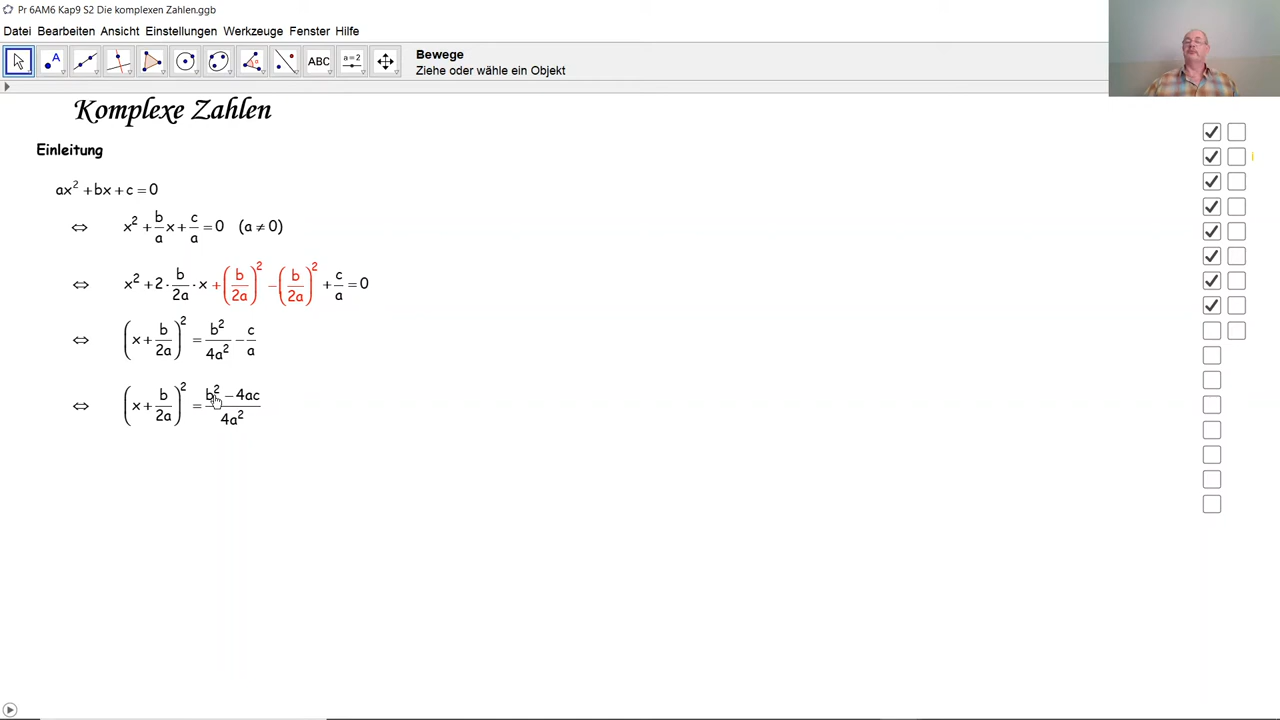 Pr 6AM6 Kap9 S2 Die komplexen Zahlen.ggb
Datei Bearbeiten Ansicht Einstellungen Werkzeuge Fenster Hilfe
A ABC a=2
Bewege
Ziehe oder wähle ein Objekt
Komplexe Zahlen
Einleitung
ax² + bx + c = 0
⇔ x² + b/a x + c/a = 0 (a ≠ 0)
⇔ x² + 2 · b/2a · x + (b/2a)² − (b/2a)² + c/a = 0
⇔ (x + b/2a)² = b²/4a² − c/a
⇔ (x + b/2a)² = b² − 4ac/4a²